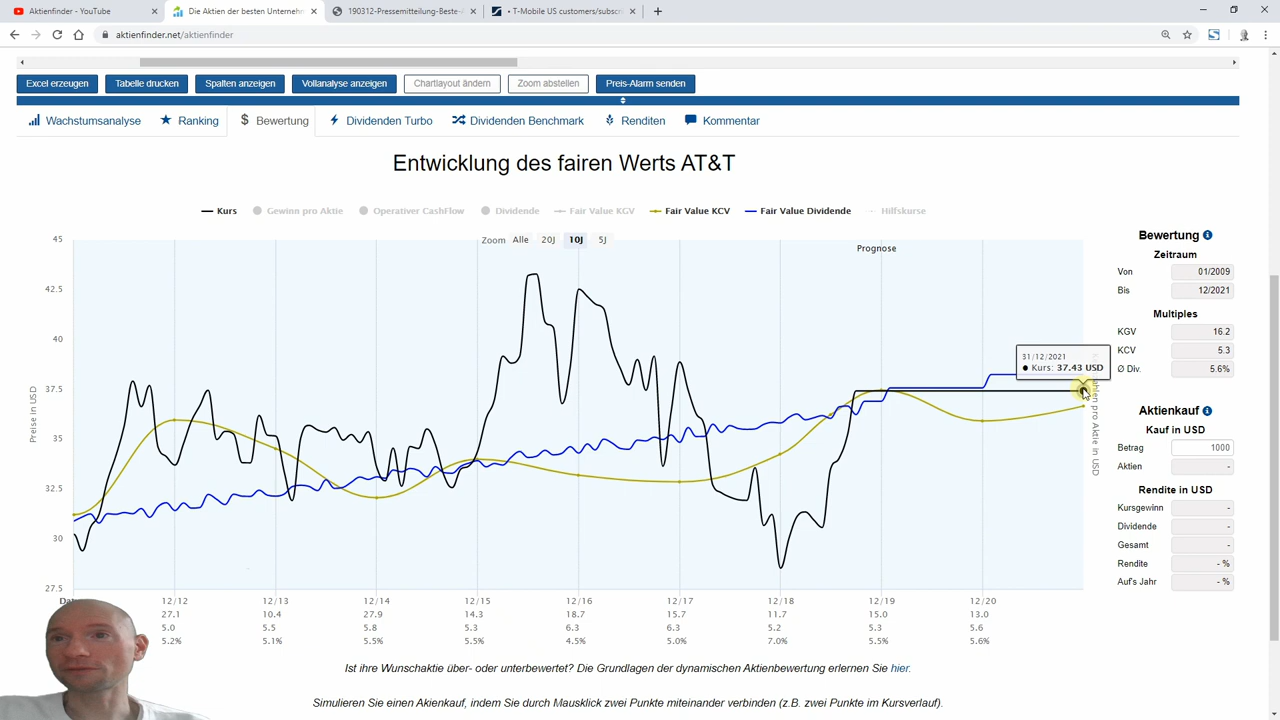 Aktienfinder - YouTube
Die Aktien der besten Unternehm
190312-Pressemitteilung-Beste-A
• T-Mobile US customers/subscri
aktienfinder.net/aktienfinder
Excel erzeugen
Tabelle drucken
Spalten anzeigen
Vollanalyse anzeigen
Chartlayout ändern
Zoom abstellen
Preis-Alarm senden
Wachstumsanalyse
Ranking
Bewertung
Dividenden Turbo
Dividenden Benchmark
Renditen
Kommentar
Entwicklung des fairen Werts AT&T
Kurs
Gewinn pro Aktie
Operativer CashFlow
Dividende
Fair Value KGV
Fair Value KCV
Fair Value Dividende
Hilfskurse
Zoom Alle 20J 10J 5J
Prognose
Preise in USD
45
42.5
40
37.5
35
32.5
30
27.5
31/12/2021
Kurs: 37.43 USD
pro Aktie in USD
12/12 12/13 12/14 12/15 12/16 12/17 12/18 12/19 12/20
27.1 10.4 27.9 14.3 18.7 15.7 11.7 15.0 13.0
5.0 5.5 5.8 5.3 6.3 6.3 5.2 5.3 5.6
5.2% 5.1% 5.5% 5.5% 4.5% 5.0% 7.0% 5.5% 5.6%
Bewertung
Zeitraum
Von 01/2009
Bis 12/2021
Multiples
KGV 16.2
KCV 5.3
Ø Div. 5.6%
Aktienkauf
Kauf in USD
Betrag 1000
Aktien -
Rendite in USD
Kursgewinn -
Dividende -
Gesamt -
Rendite - %
Auf's Jahr - %
Ist ihre Wunschaktie über- oder unterbewertet? Die Grundlagen der dynamischen Aktienbewertung erlernen Sie hier.
Simulieren Sie einen Akienkauf, indem Sie durch Mausklick zwei Punkte miteinander verbinden (z.B. zwei Punkte im Kursverlauf).